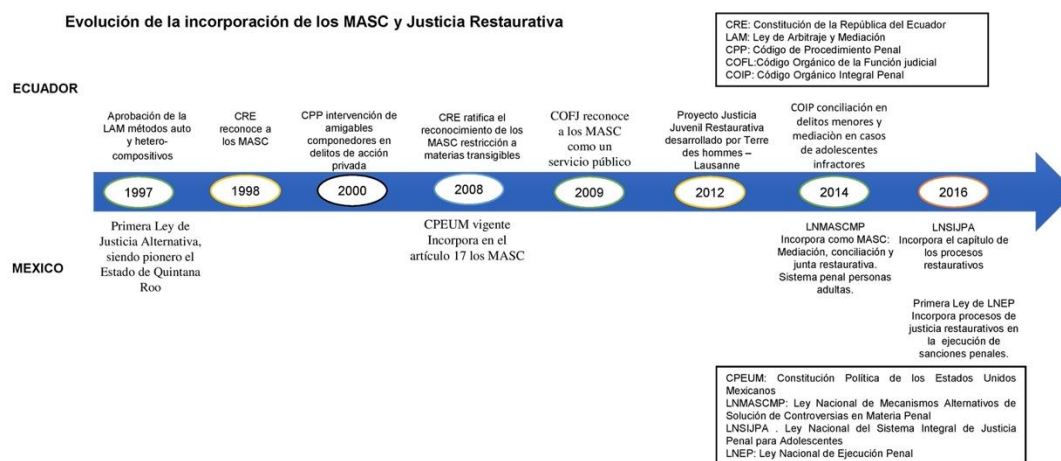 Evolución de la incorporación de los MASC y Justicia Restaurativa
CRE: Constitución de la República del Ecuador
LAM: Ley de Arbitraje y Mediación
CPP: Código de Procedimiento Penal
COFL:Código Orgánico de la Función judicial
COIP: Código Orgánico Integral Penal
ECUADOR
Aprobación de la
LAM métodos auto
y hetero-
compositivos
CRE
reconoce a
los MASC
CPP intervención de
amigables
componedores en
delitos de acción
privada
CRE ratifica el
reconocimiento de los
MASC restricción a
materias transigibles
COFJ reconoce
a los MASC
como un
servicio público
Proyecto Justicia
Juvenil Restaurativa
desarrollado por Terre
des hommes –
Lausanne
COIP conciliación en
delitos menores y
mediaciòn en casos
de adolescentes
infractores
1997
1998
2000
2008
2009
2012
2014
2016
MEXICO
Primera Ley de
Justicia Alternativa,
siendo pionero el
Estado de Quintana
Roo
CPEUM vigente
Incorpora en el
artículo 17 los MASC
LNMASCMP
Incorpora como MASC:
Mediación, conciliación y
junta restaurativa.
Sistema penal personas
adultas.
LNSIJPA
Incorpora el capítulo de
los procesos
restaurativos
Primera Ley de LNEP
Incorpora procesos de
justicia restaurativos en
la ejecución de
sanciones penales.
CPEUM: Constitución Política de los Estados Unidos
Mexicanos
LNMASCMP: Ley Nacional de Mecanismos Alternativos de
Solución de Controversias en Materia Penal
LNSIJPA . Ley Nacional del Sistema Integral de Justicia
Penal para Adolescentes
LNEP: Ley Nacional de Ejecución Penal